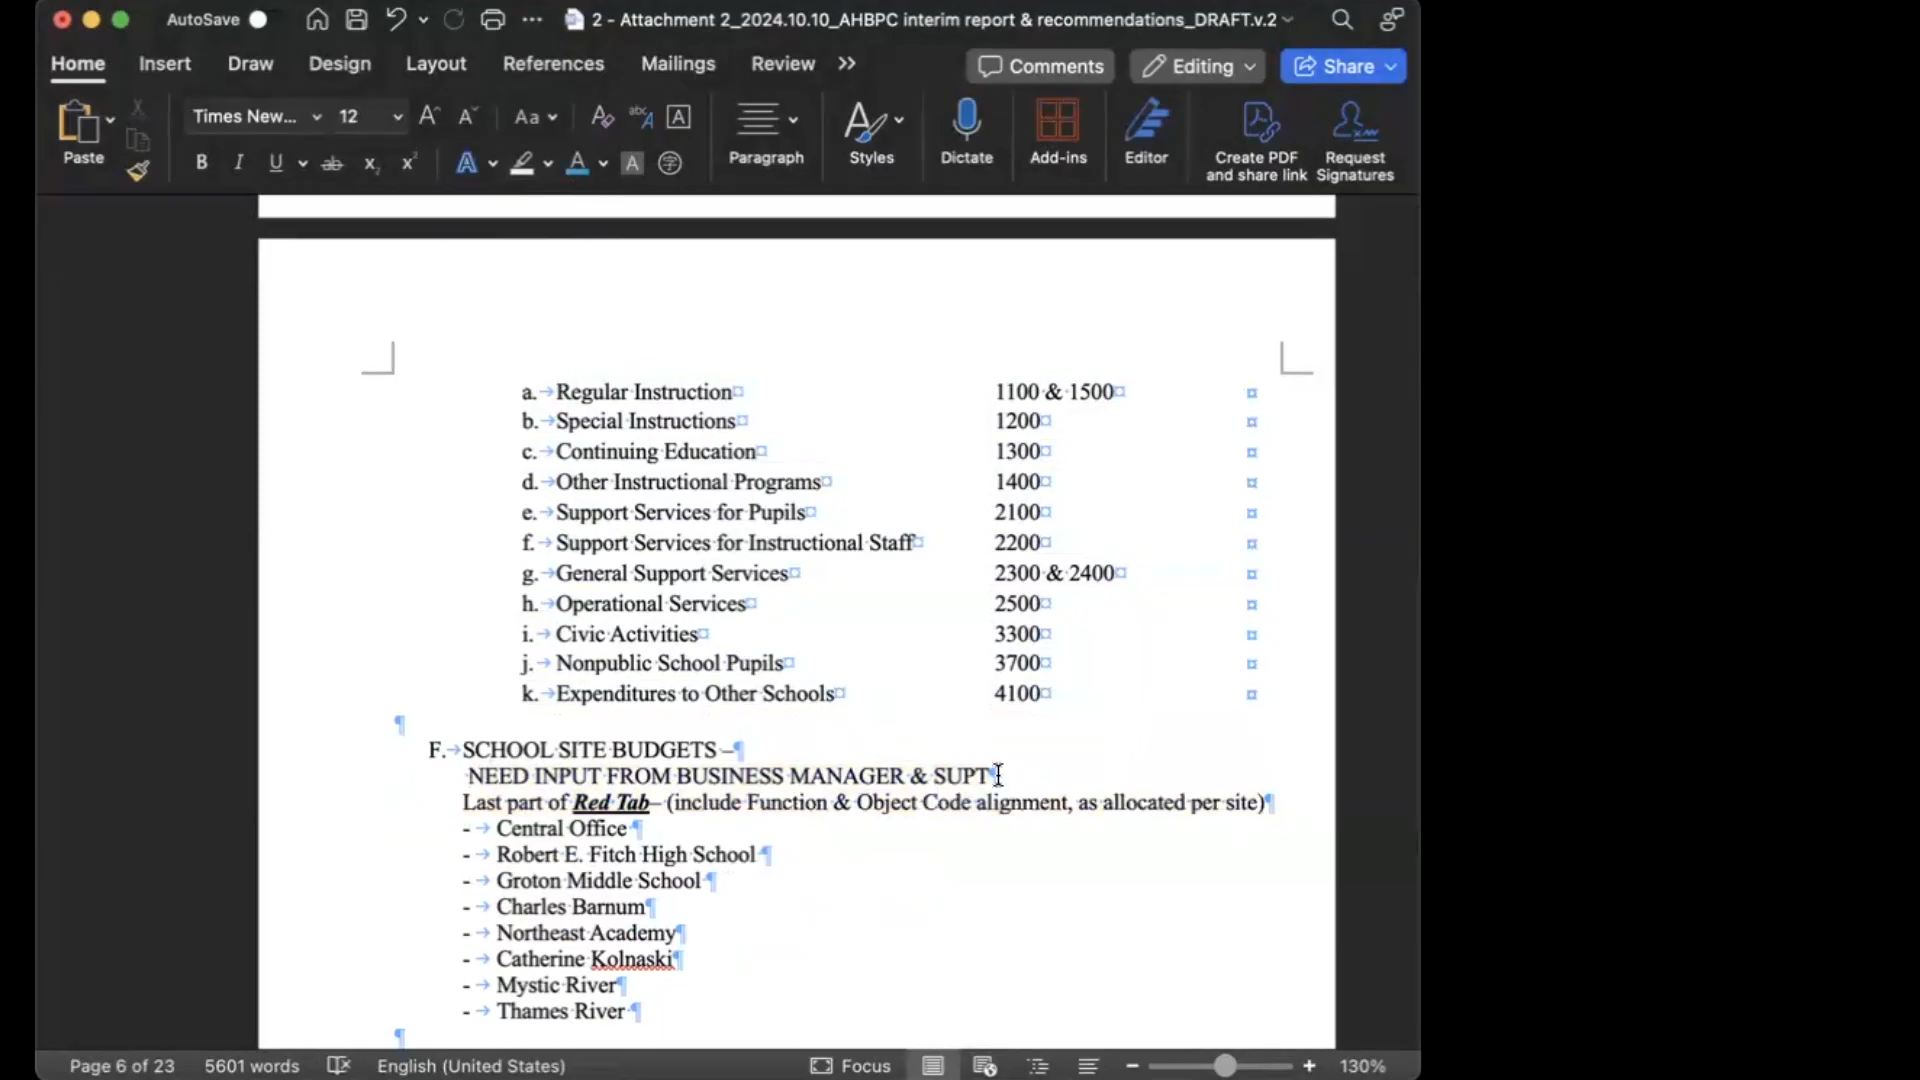 AutoSave
2 - Attachment 2_2024.10.10_AHBPC interim report & recommendations_DRAFT.v.2
Home Insert Draw Design Layout References Mailings Review Comments Editing Share
Times New... 12 Aa
Paste Paragraph Styles Dictate Add-ins Editor Create PDF and share link Request Signatures
a. Regular Instruction 1100 & 1500
b. Special Instructions 1200
c. Continuing Education 1300
d. Other Instructional Programs 1400
e. Support Services for Pupils 2100
f. Support Services for Instructional Staff 2200
g. General Support Services 2300 & 2400
h. Operational Services 2500
i. Civic Activities 3300
j. Nonpublic School Pupils 3700
k. Expenditures to Other Schools 4100
F. SCHOOL SITE BUDGETS –
NEED INPUT FROM BUSINESS MANAGER & SUPT
Last part of Red Tab– (include Function & Object Code alignment, as allocated per site)
- Central Office
- Robert E. Fitch High School
- Groton Middle School
- Charles Barnum
- Northeast Academy
- Catherine Kolnaski
- Mystic River
- Thames River
Page 6 of 23 5601 words English (United States) Focus 130%